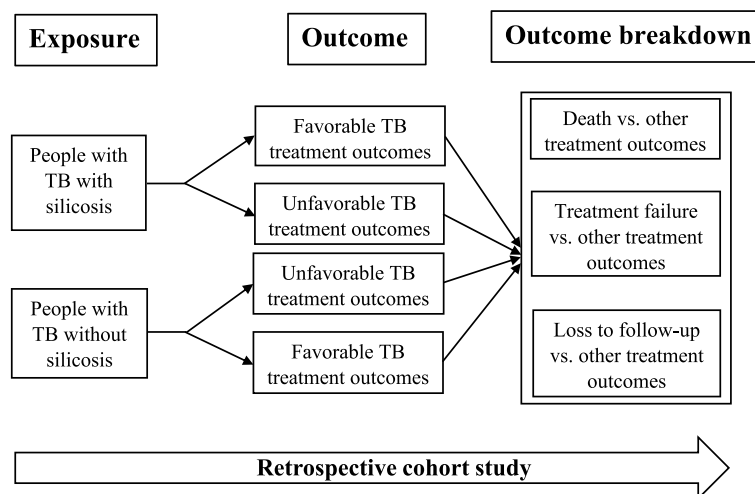 Exposure
Outcome
Outcome breakdown
People with
TB with
silicosis
People with
TB without
silicosis
Favorable TB
treatment outcomes
Unfavorable TB
treatment outcomes
Unfavorable TB
treatment outcomes
Favorable TB
treatment outcomes
Death vs. other
treatment outcomes
Treatment failure
vs. other treatment
outcomes
Loss to follow-up
vs. other treatment
outcomes
Retrospective cohort study